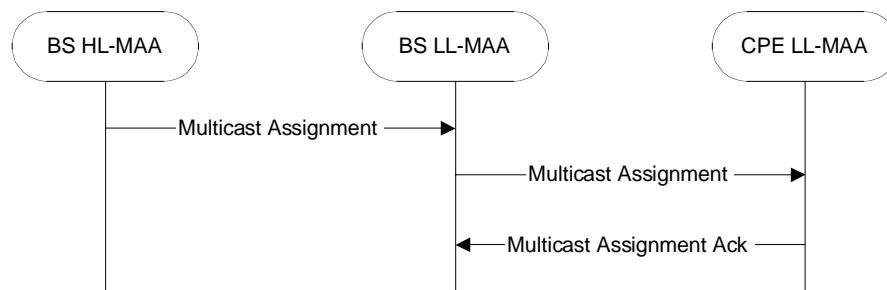 BS HL-MAA
BS LL-MAA
CPE LL-MAA
Multicast Assignment
Multicast Assignment
Multicast Assignment Ack